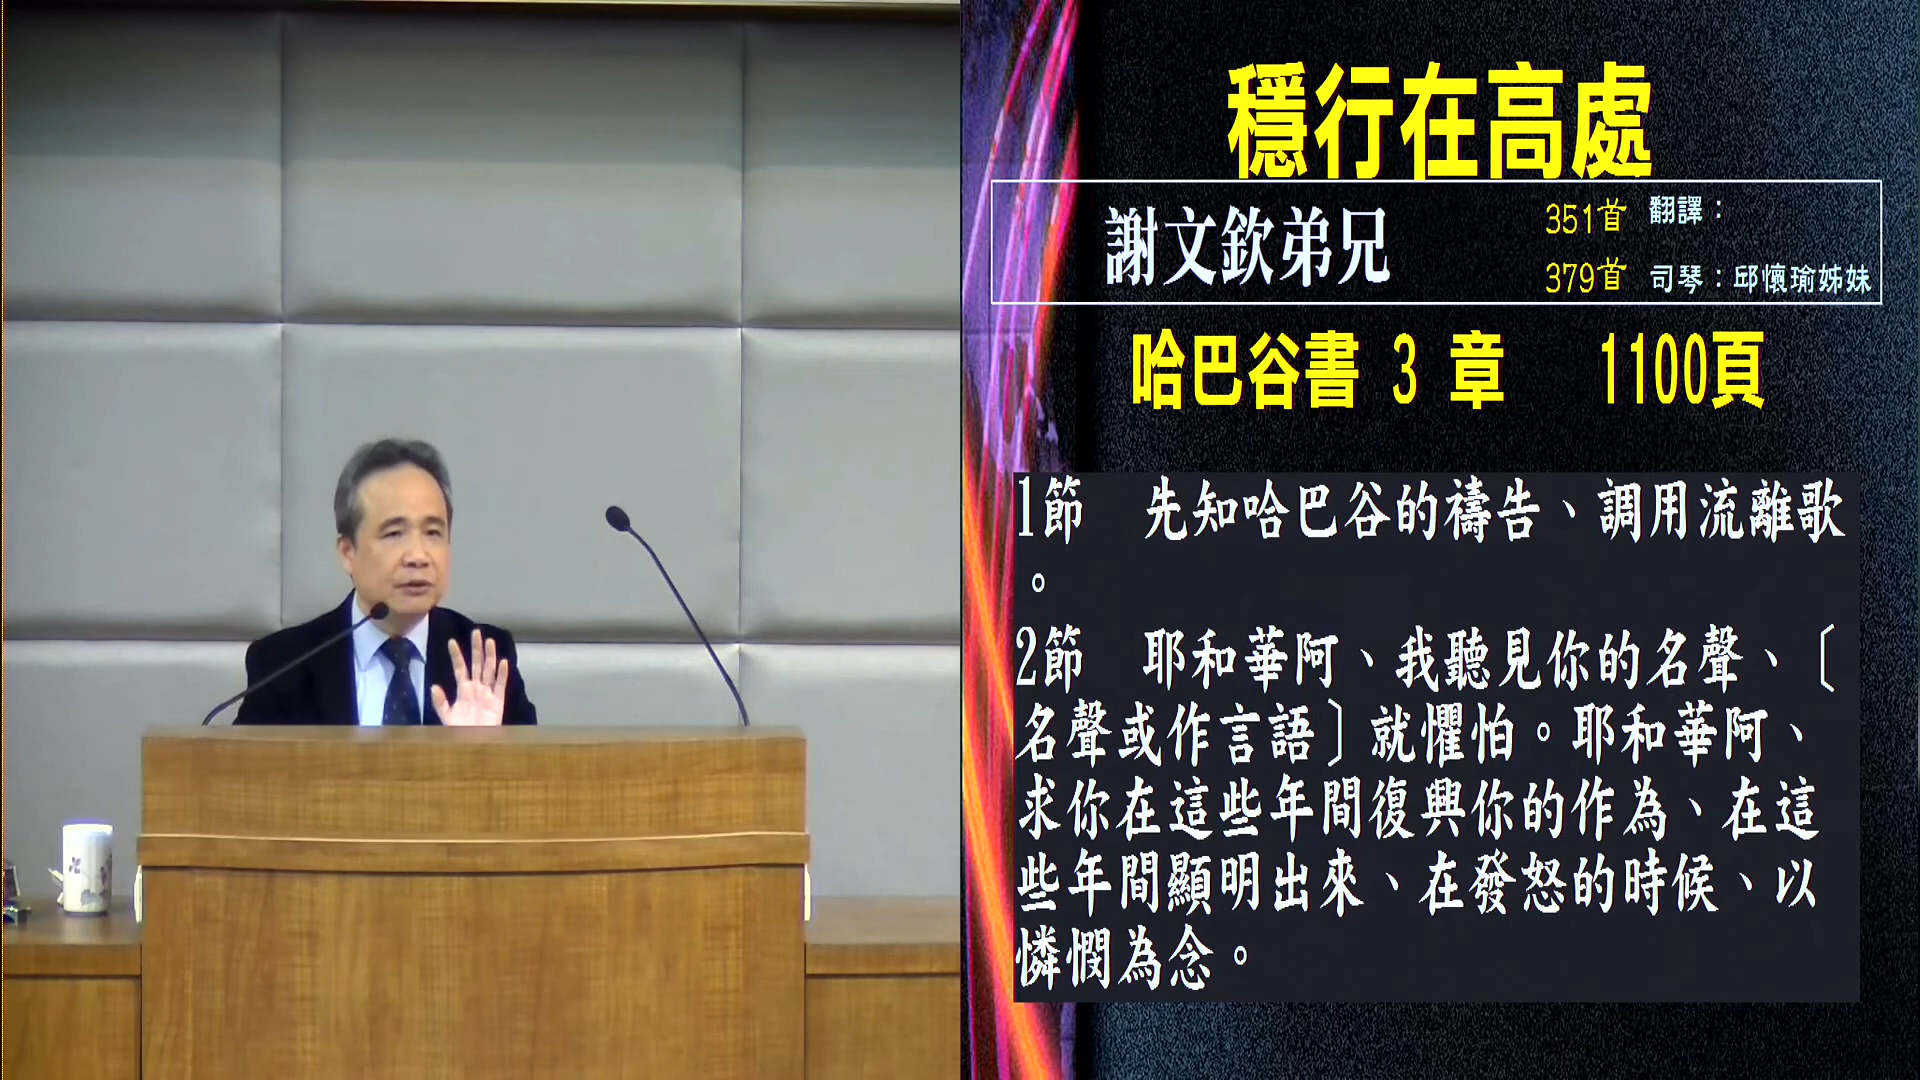 穩行在高處
謝文欽弟兄
351首 翻譯：
379首 司琴：邱懷瑜姊妹
哈巴谷書 3 章 1100頁
1節 先知哈巴谷的禱告、調用流離歌
。
2節 耶和華阿、我聽見你的名聲、〔
名聲或作言語〕就懼怕。耶和華阿、
求你在這些年間復興你的作為、在這
些年間顯明出來、在發怒的時候、以
憐憫為念。